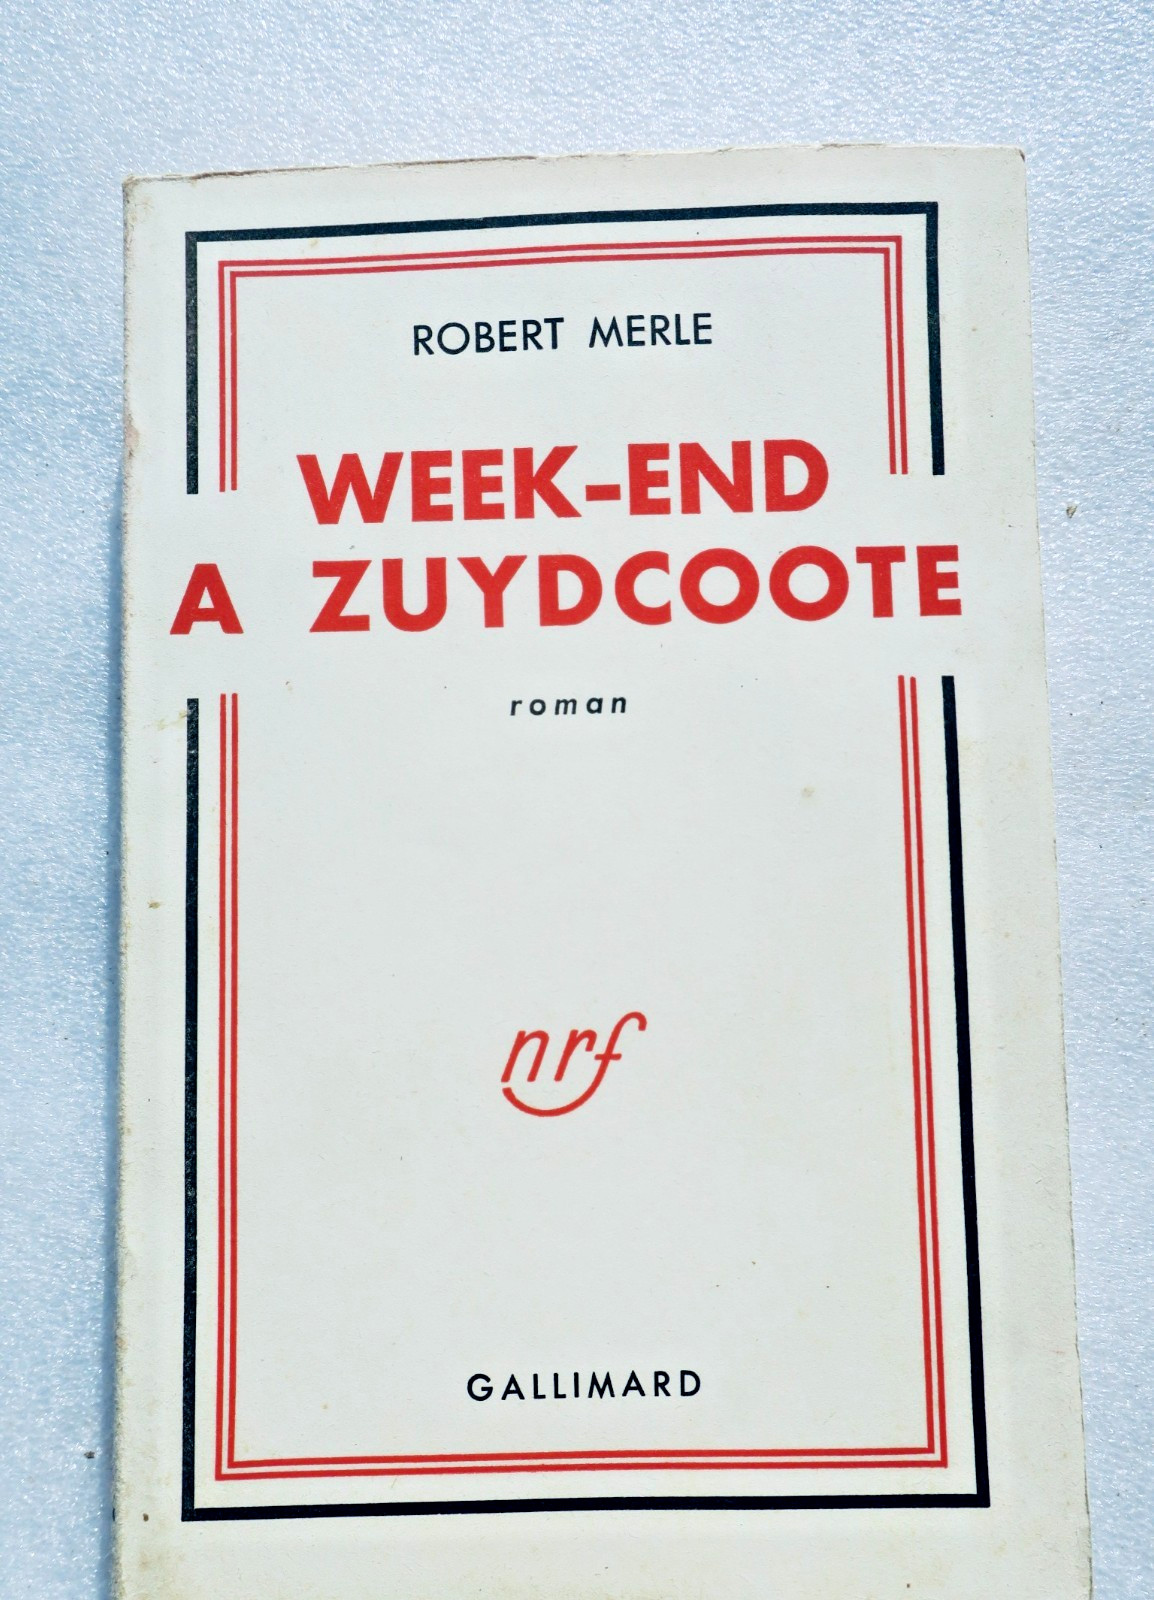 ROBERT MERLE
WEEK-END
A ZUYDCOOTE
roman
nrf
GALLIMARD